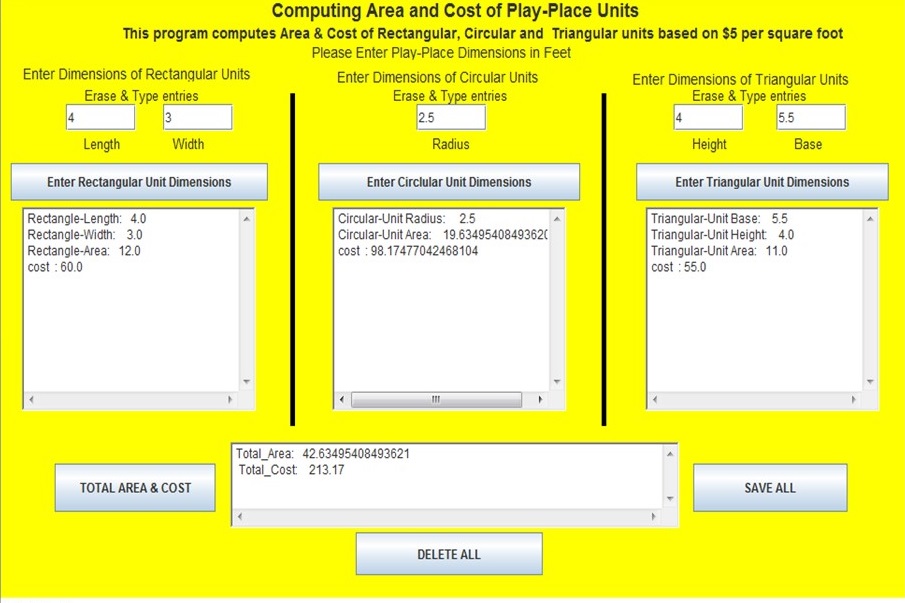 Computing Area and Cost of Play-Place Units
This program computes Area & Cost of Rectangular, Circular and Triangular units based on $5 per square foot
Please Enter Play-Place Dimensions in Feet
Enter Dimensions of Rectangular Units
Erase & Type entries
4 3
Length Width
Enter Rectangular Unit Dimensions
Rectangle-Length: 4.0
Rectangle-Width: 3.0
Rectangle-Area: 12.0
cost : 60.0
Enter Dimensions of Circular Units
Erase & Type entries
2.5
Radius
Enter Circlular Unit Dimensions
Circular-Unit Radius: 2.5
Circular-Unit Area: 19.63495408493620
cost : 98.17477042468104
Enter Dimensions of Triangular Units
Erase & Type entries
4 5.5
Height Base
Enter Triangular Unit Dimensions
Triangular-Unit Base: 5.5
Triangular-Unit Height: 4.0
Triangular-Unit Area: 11.0
cost : 55.0
TOTAL AREA & COST
Total_Area: 42.63495408493621
Total_Cost: 213.17
SAVE ALL
DELETE ALL